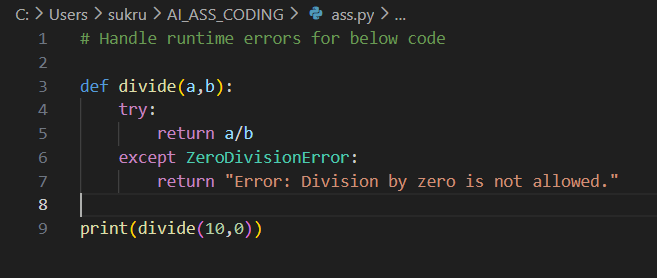 C: > Users > sukru > AI_ASS_CODING > ass.py > ...
1 # Handle runtime errors for below code
2
3 def divide(a,b):
4     try:
5         return a/b
6     except ZeroDivisionError:
7         return "Error: Division by zero is not allowed."
8
9 print(divide(10,0))